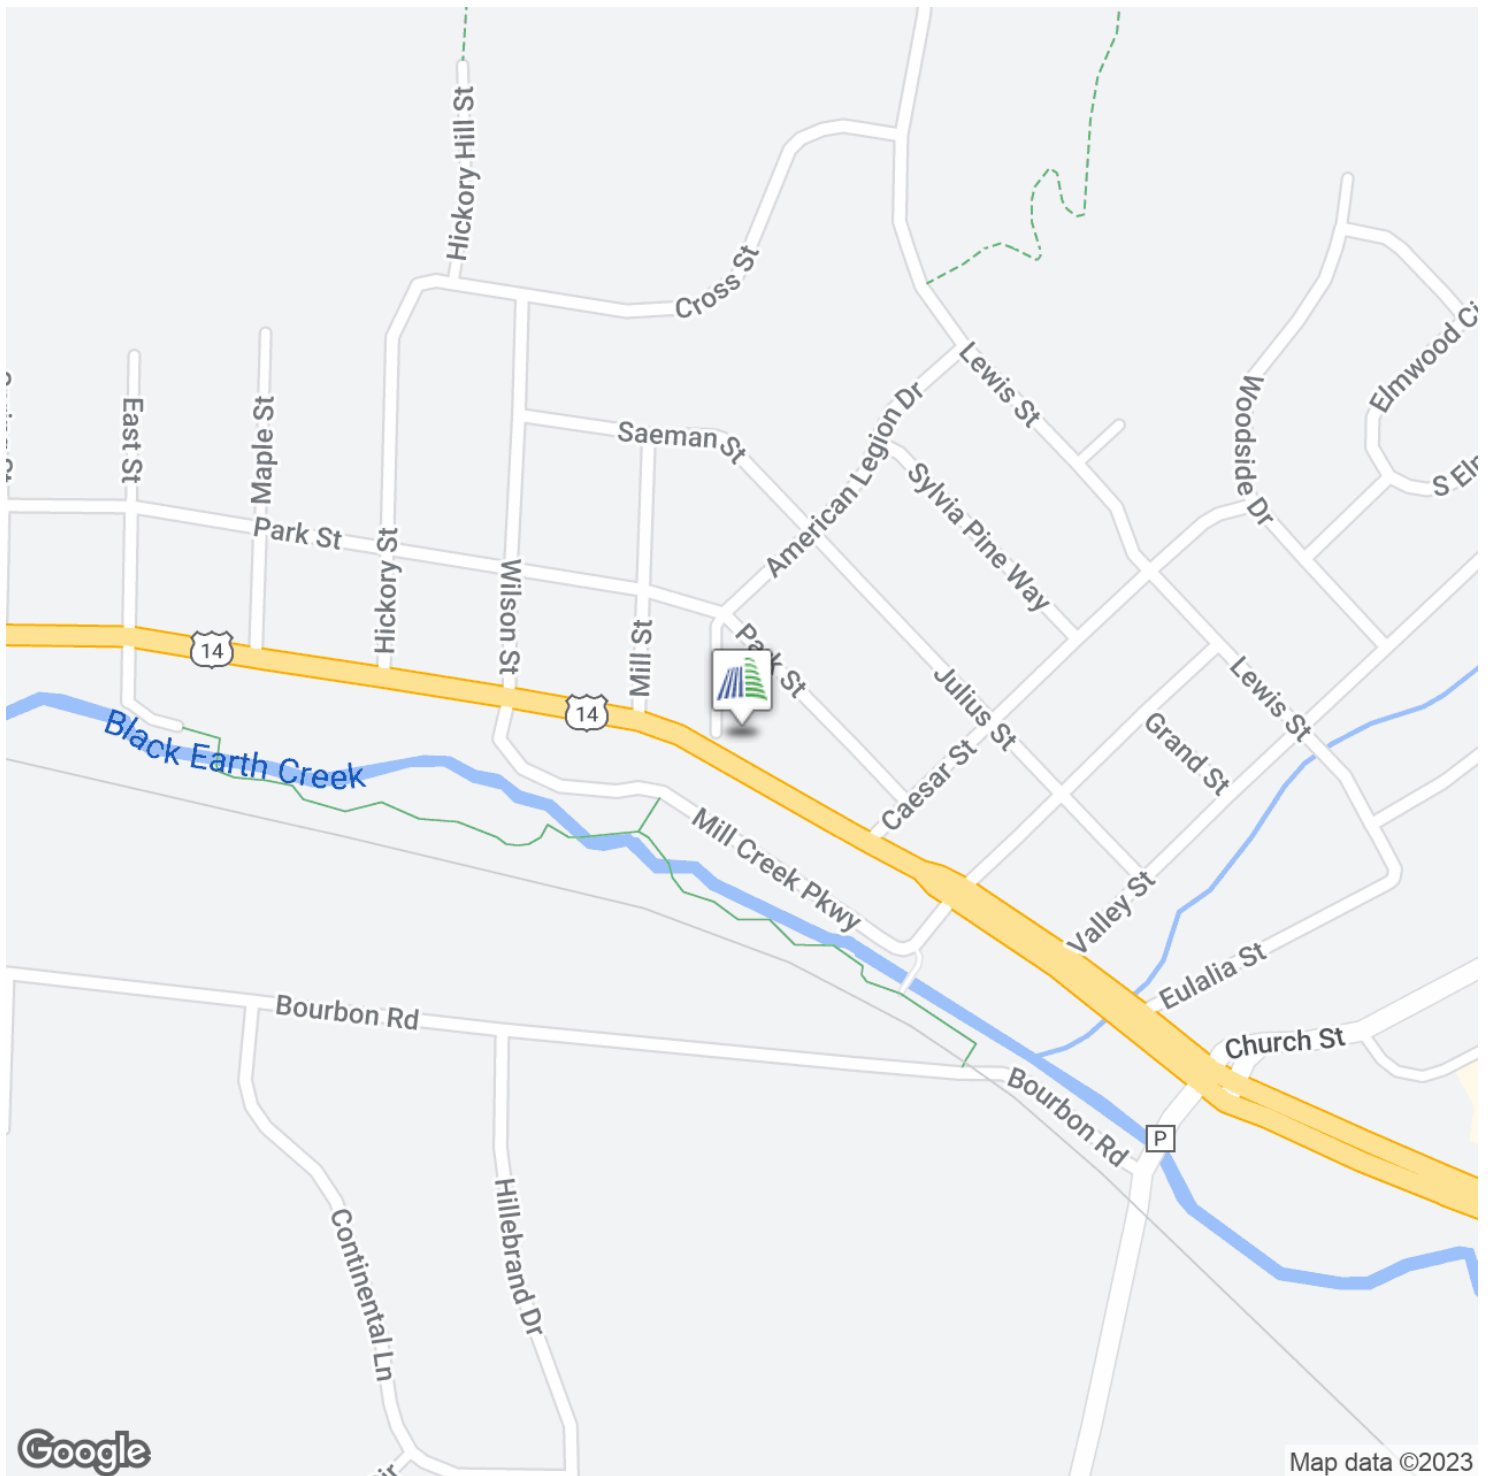 Hickory Hill St
Cross St
Elmwood Ci
Lewis St
American Legion Dr
Woodside Dr
East St
Maple St
Saeman St
S Elm
Sylvia Pine Way
Park St
Hickory St
Wilson St
Mill St
Park St
14
14
Julius St
Lewis St
Grand St
Black Earth Creek
Caesar St
Mill Creek Pkwy
Valley St
Eulalia St
Bourbon Rd
Church St
Bourbon Rd
P
Hillebrand Dr
Continental Ln
Google
Map data ©2023